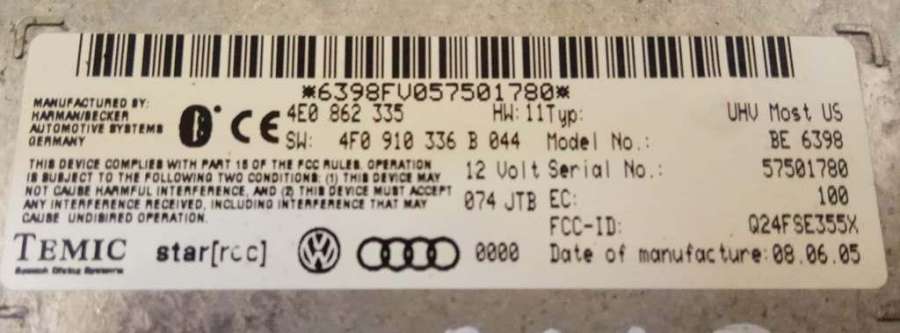 *6398FV057501780*
MANUFACTURED BY:
HARMAN/BECKER
AUTOMOTIVE SYSTEMS
GERMANY
CE
4E0 862 335 HW: 11
SW: 4F0 910 336 B 044
Typ: UHV Most US
Model No.: BE 6398
12 Volt Serial No.: 57501780
074 JTB EC: 100
FCC-ID: Q24FSE355X
THIS DEVICE COMPLIES WITH PART 15 OF THE FCC RULES. OPERATION
IS SUBJECT TO THE FOLLOWING TWO CONDITIONS: (1) THIS DEVICE MAY
NOT CAUSE HARMFUL INTERFERENCE, AND (2) THIS DEVICE MUST ACCEPT
ANY INTERFERENCE RECEIVED, INCLUDING INTERFERENCE THAT MAY
CAUSE UNDISIRED OPERATION.
TEMIC
Speech Dialog Systems
star[rcc]
0000 Date of manufacture: 08.06.05